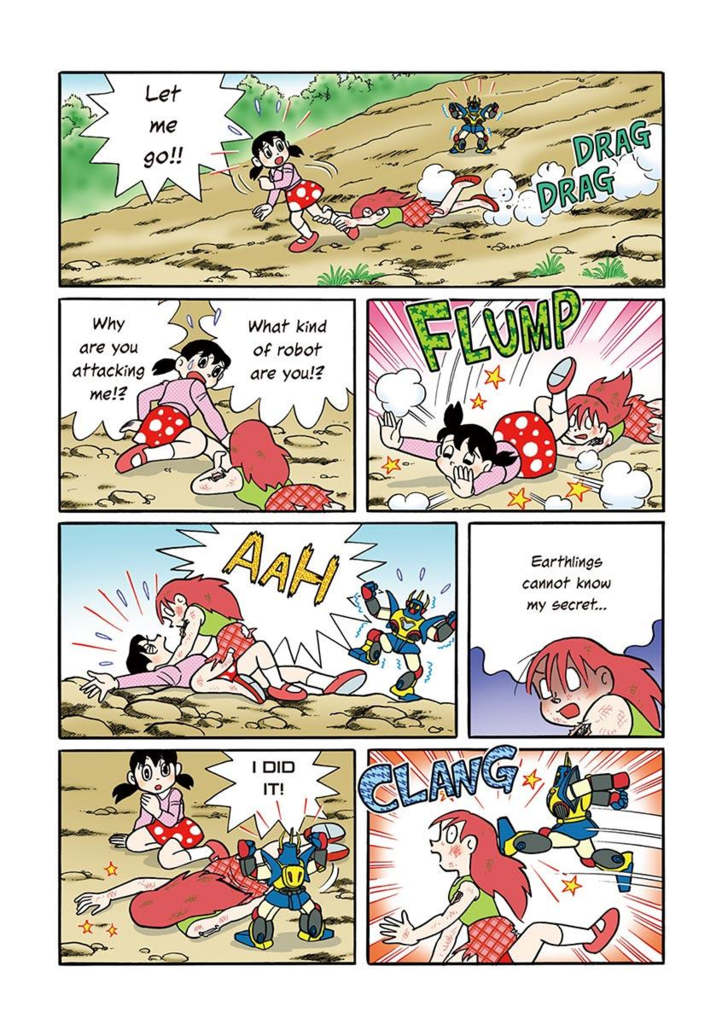 DRAG
DRAG
Let
me
go!!
FLUMP
What kind
of robot
are you!?
Why
are you
attacking
me!?
Earthlings
cannot know
my secret...
AAH
CLANG
I DID
IT!